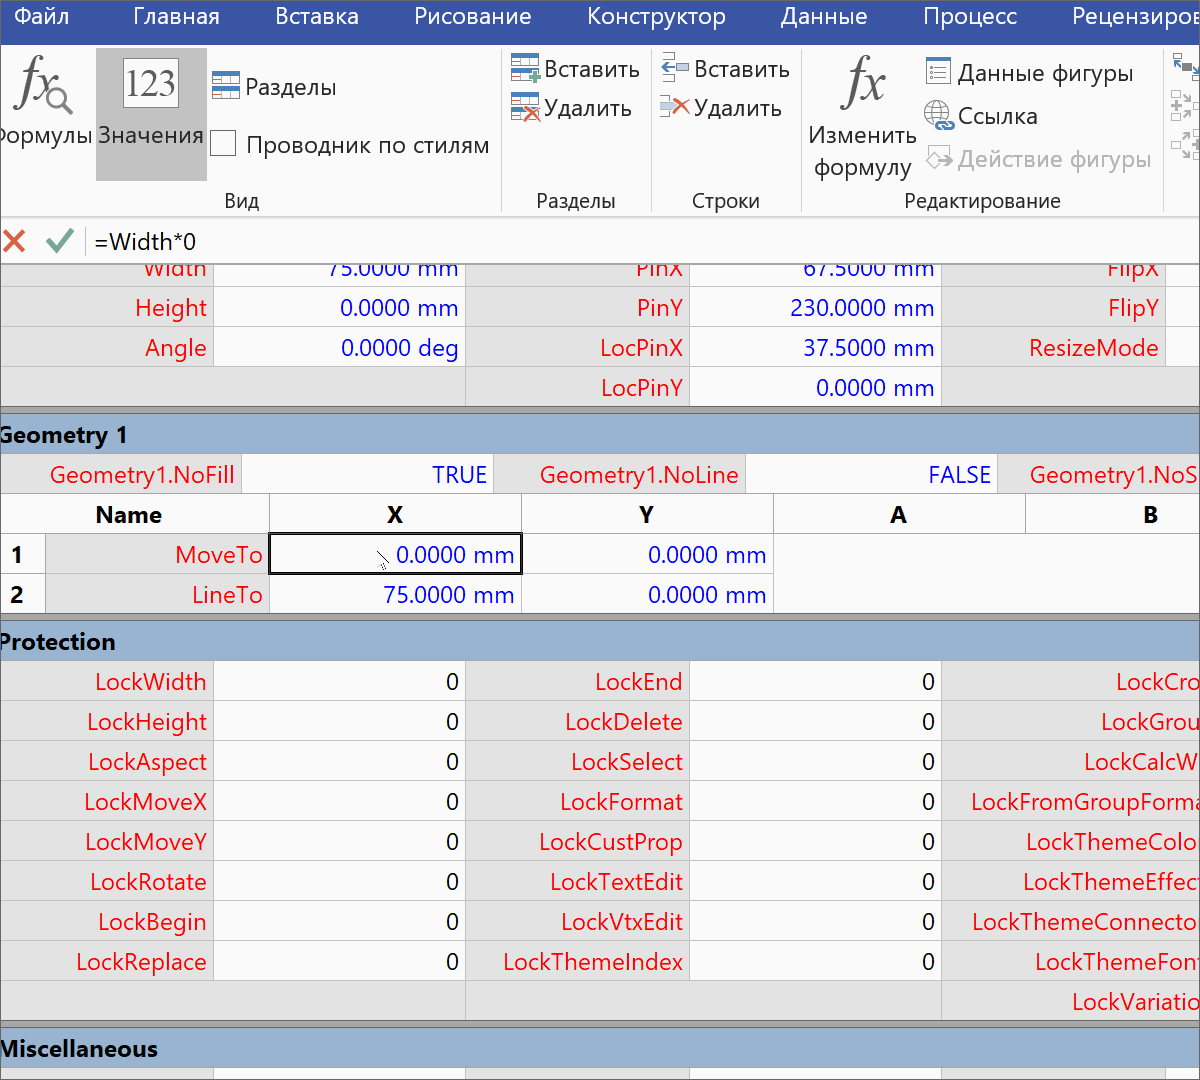 Файл Главная Вставка Рисование Конструктор Данные Процесс Рецензиров
Формулы
123
Значения
Разделы
Проводник по стилям
Вид
Вставить
Удалить
Разделы
Вставить
Удалить
Строки
fx
Изменить
формулу
Данные фигуры
Ссылка
Действие фигуры
Редактирование
=Width*0
Width 75.0000 mm PinX 67.5000 mm FlipX
Height 0.0000 mm PinY 230.0000 mm FlipY
Angle 0.0000 deg LocPinX 37.5000 mm ResizeMode
LocPinY 0.0000 mm
Geometry 1
Geometry1.NoFill TRUE Geometry1.NoLine FALSE Geometry1.NoS
Name X Y A B
1 MoveTo 0.0000 mm 0.0000 mm
2 LineTo 75.0000 mm 0.0000 mm
Protection
LockWidth 0 LockEnd 0 LockCro
LockHeight 0 LockDelete 0 LockGrou
LockAspect 0 LockSelect 0 LockCalcW
LockMoveX 0 LockFormat 0 LockFromGroupForma
LockMoveY 0 LockCustProp 0 LockThemeColo
LockRotate 0 LockTextEdit 0 LockThemeEffect
LockBegin 0 LockVtxEdit 0 LockThemeConnecto
LockReplace 0 LockThemeIndex 0 LockThemeFon
LockVariatio
Miscellaneous